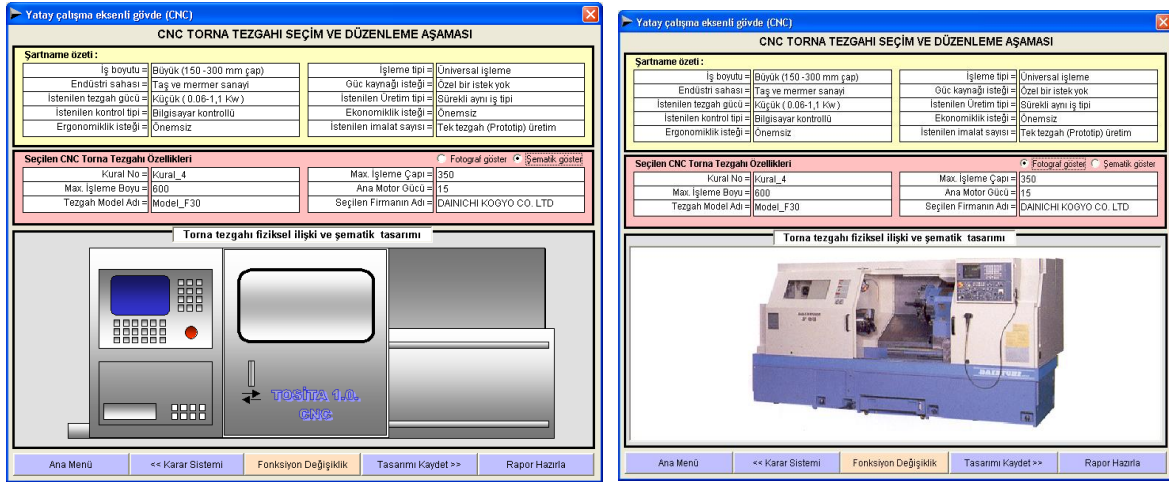 Yatay çalışma eksenli gövde (CNC)
CNC TORNA TEZGAHI SEÇİM VE DÜZENLEME AŞAMASI
Şartname özeti :
İş boyutu = Büyük (150 -300 mm çap) İşleme tipi = Üniversal işleme
Endüstri sahası = Taş ve mermer sanayi Güc kaynağı isteği = Özel bir istek yok
İstenilen tezgah gücü = Küçük ( 0.06-1,1 Kw ) İstenilen Üretim tipi = Sürekli aynı iş tipi
İstenilen kontrol tipi = Bilgisayar kontrollü Ekonomiklik isteği = Önemsiz
Ergonomiklik isteği = Önemsiz İstenilen imalat sayısı = Tek tezgah (Prototip) üretim
Seçilen CNC Torna Tezgahı Özellikleri Fotograf göster Şematik göster
Kural No = Kural_4 Max. İşleme Çapı = 350
Max. İşleme Boyu = 600 Ana Motor Gücü = 15
Tezgah Model Adı = Model_F30 Seçilen Firmanın Adı = DAINICHI KOGYO CO. LTD
Torna tezgahı fiziksel ilişki ve şematik tasarımı
TOSİTA 1.0.
CNC
Ana Menü << Karar Sistemi Fonksiyon Değişiklik Tasarımı Kaydet >> Rapor Hazırla
Yatay çalışma eksenli gövde (CNC)
CNC TORNA TEZGAHI SEÇİM VE DÜZENLEME AŞAMASI
Şartname özeti :
İş boyutu = Büyük (150 -300 mm çap) İşleme tipi = Üniversal işleme
Endüstri sahası = Taş ve mermer sanayi Güc kaynağı isteği = Özel bir istek yok
İstenilen tezgah gücü = Küçük ( 0.06-1,1 Kw ) İstenilen Üretim tipi = Sürekli aynı iş tipi
İstenilen kontrol tipi = Bilgisayar kontrollü Ekonomiklik isteği = Önemsiz
Ergonomiklik isteği = Önemsiz İstenilen imalat sayısı = Tek tezgah (Prototip) üretim
Seçilen CNC Torna Tezgahı Özellikleri Fotograf göster Şematik göster
Kural No = Kural_4 Max. İşleme Çapı = 350
Max. İşleme Boyu = 600 Ana Motor Gücü = 15
Tezgah Model Adı = Model_F30 Seçilen Firmanın Adı = DAINICHI KOGYO CO. LTD
Torna tezgahı fiziksel ilişki ve şematik tasarımı
Ana Menü << Karar Sistemi Fonksiyon Değişiklik Tasarımı Kaydet >> Rapor Hazırla